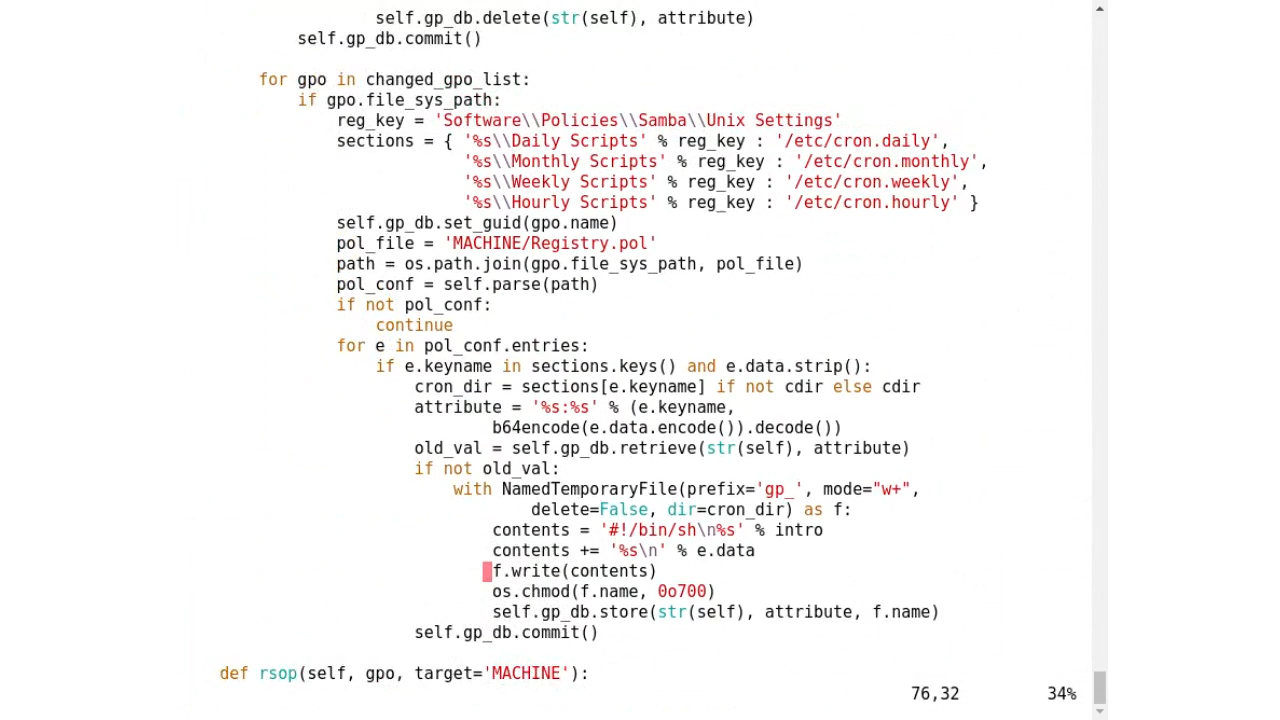 self.gp_db.delete(str(self), attribute)
self.gp_db.commit()
for gpo in changed_gpo_list:
if gpo.file_sys_path:
reg_key = 'Software\\Policies\\Samba\\Unix Settings'
sections = { '%s\\Daily Scripts' % reg_key : '/etc/cron.daily',
'%s\\Monthly Scripts' % reg_key : '/etc/cron.monthly',
'%s\\Weekly Scripts' % reg_key : '/etc/cron.weekly',
'%s\\Hourly Scripts' % reg_key : '/etc/cron.hourly' }
self.gp_db.set_guid(gpo.name)
pol_file = 'MACHINE/Registry.pol'
path = os.path.join(gpo.file_sys_path, pol_file)
pol_conf = self.parse(path)
if not pol_conf:
continue
for e in pol_conf.entries:
if e.keyname in sections.keys() and e.data.strip():
cron_dir = sections[e.keyname] if not cdir else cdir
attribute = '%s:%s' % (e.keyname,
b64encode(e.data.encode()).decode())
old_val = self.gp_db.retrieve(str(self), attribute)
if not old_val:
with NamedTemporaryFile(prefix='gp_', mode="w+",
delete=False, dir=cron_dir) as f:
contents = '#!/bin/sh\n%s' % intro
contents += '%s\n' % e.data
f.write(contents)
os.chmod(f.name, 0o700)
self.gp_db.store(str(self), attribute, f.name)
self.gp_db.commit()
def rsop(self, gpo, target='MACHINE'):
76,32 34%